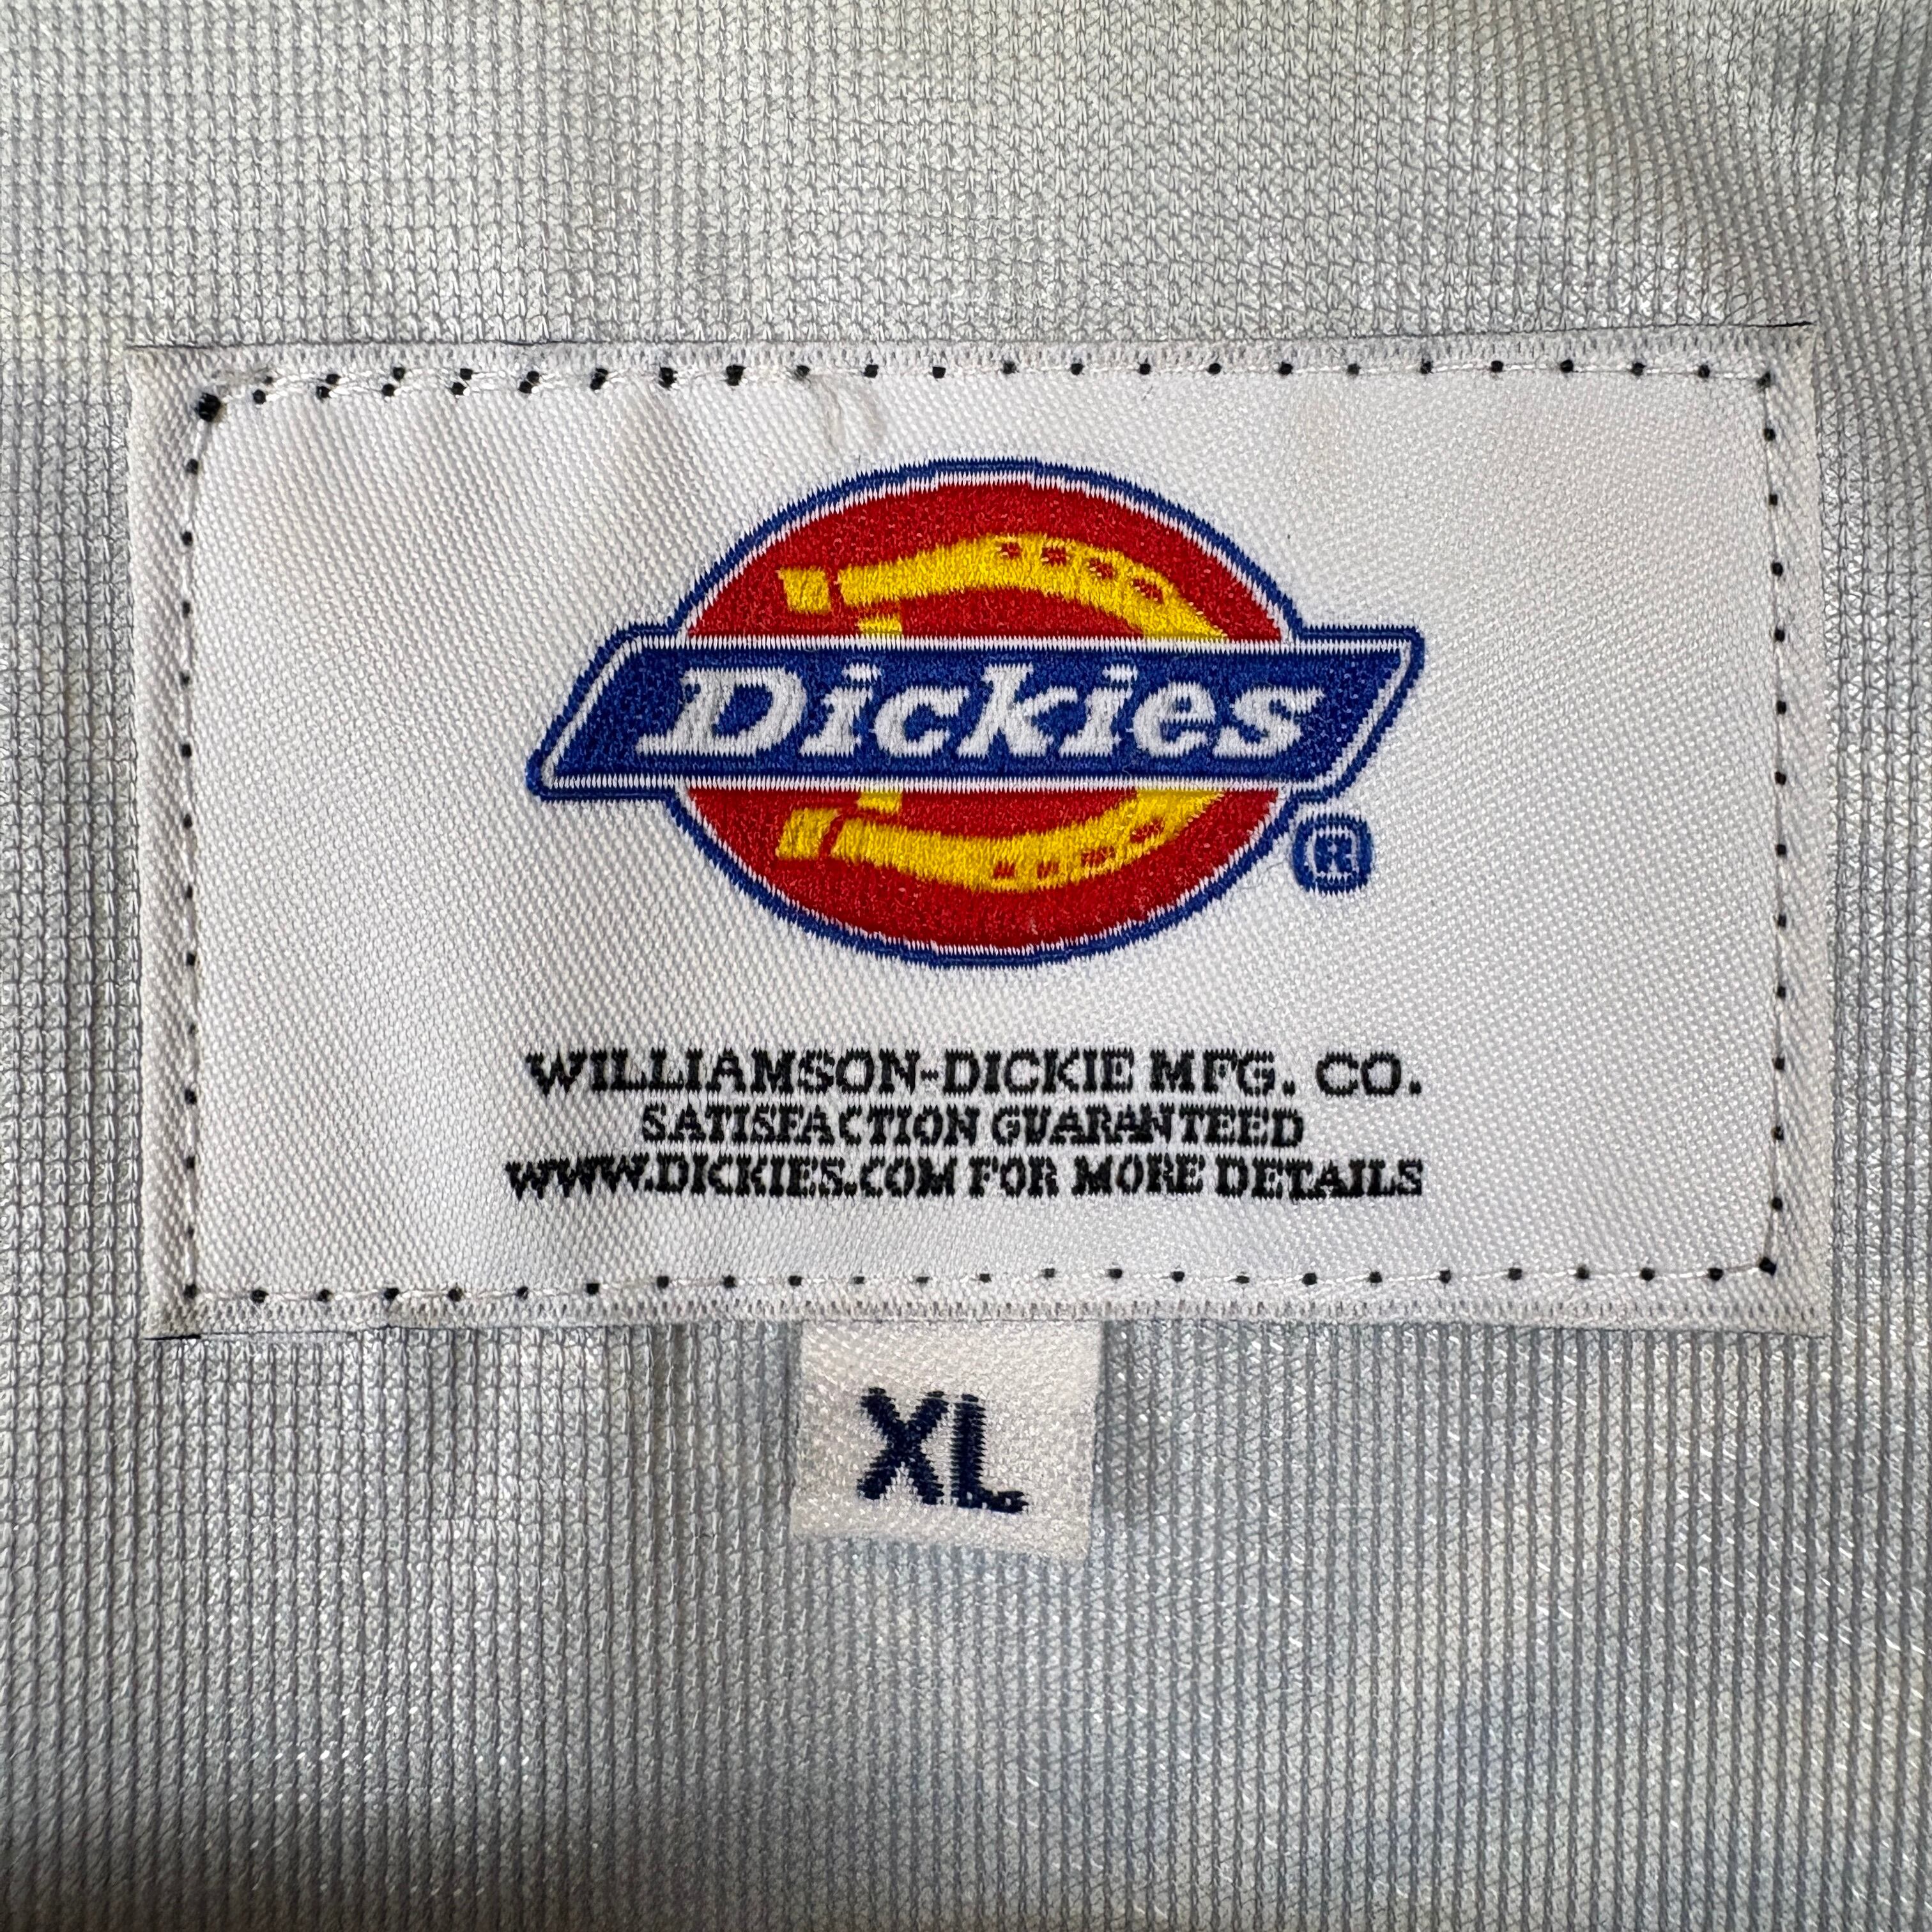 Dickies
®
WILLIAMSON-DICKIE MFG. CO.
SATISFACTION GUARANTEED
WWW.DICKIES.COM FOR MORE DETAILS
XL